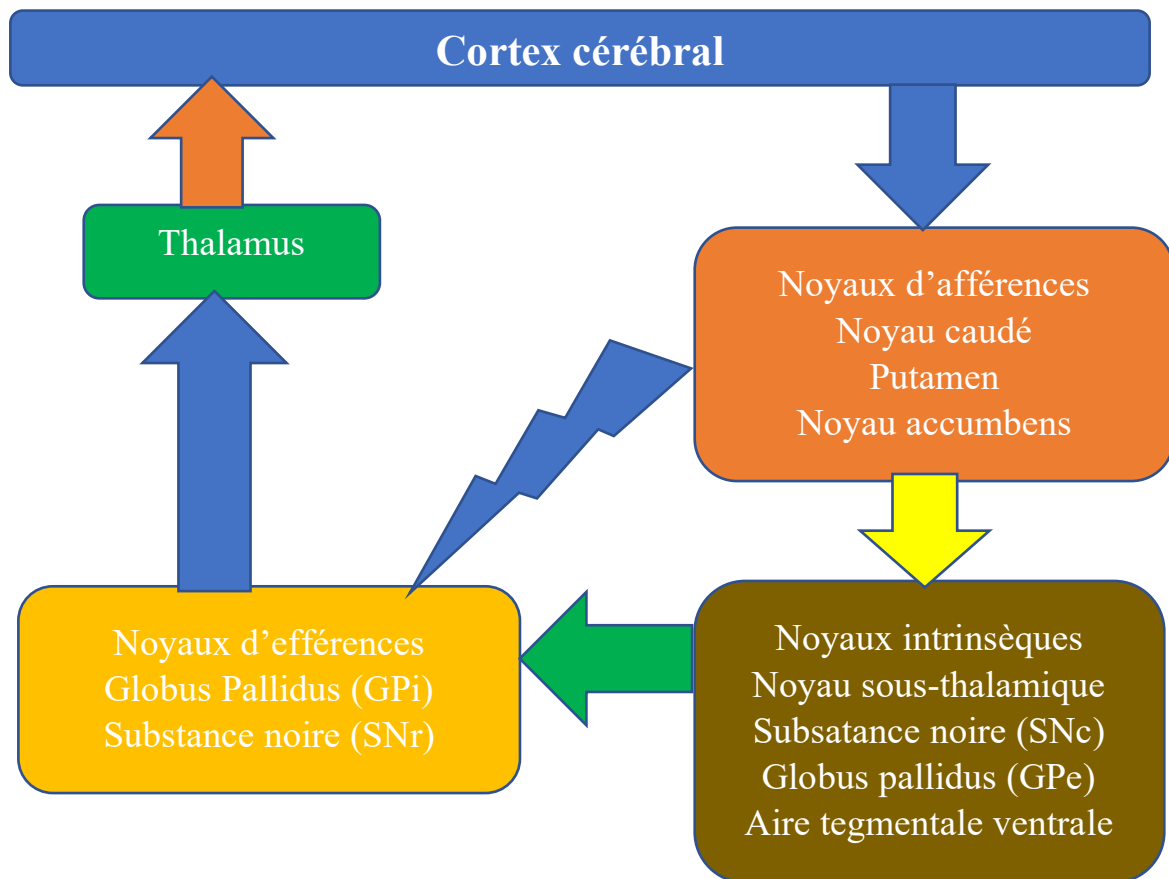 Cortex cérébral
Thalamus
Noyaux d’afférences
Noyau caudé
Putamen
Noyau accumbens
Noyaux d’efférences
Globus Pallidus (GPi)
Substance noire (SNr)
Noyaux intrinsèques
Noyau sous-thalamique
Subsatance noire (SNc)
Globus pallidus (GPe)
Aire tegmentale ventrale